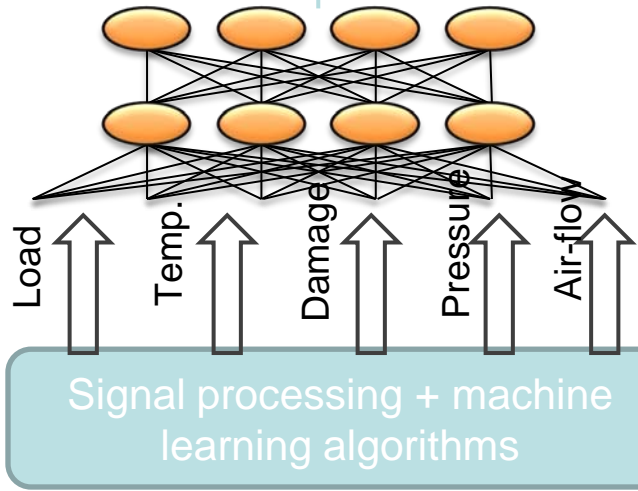 Load
Temp.
Damage
Pressure
Air-flow
Signal processing + machine
learning algorithms